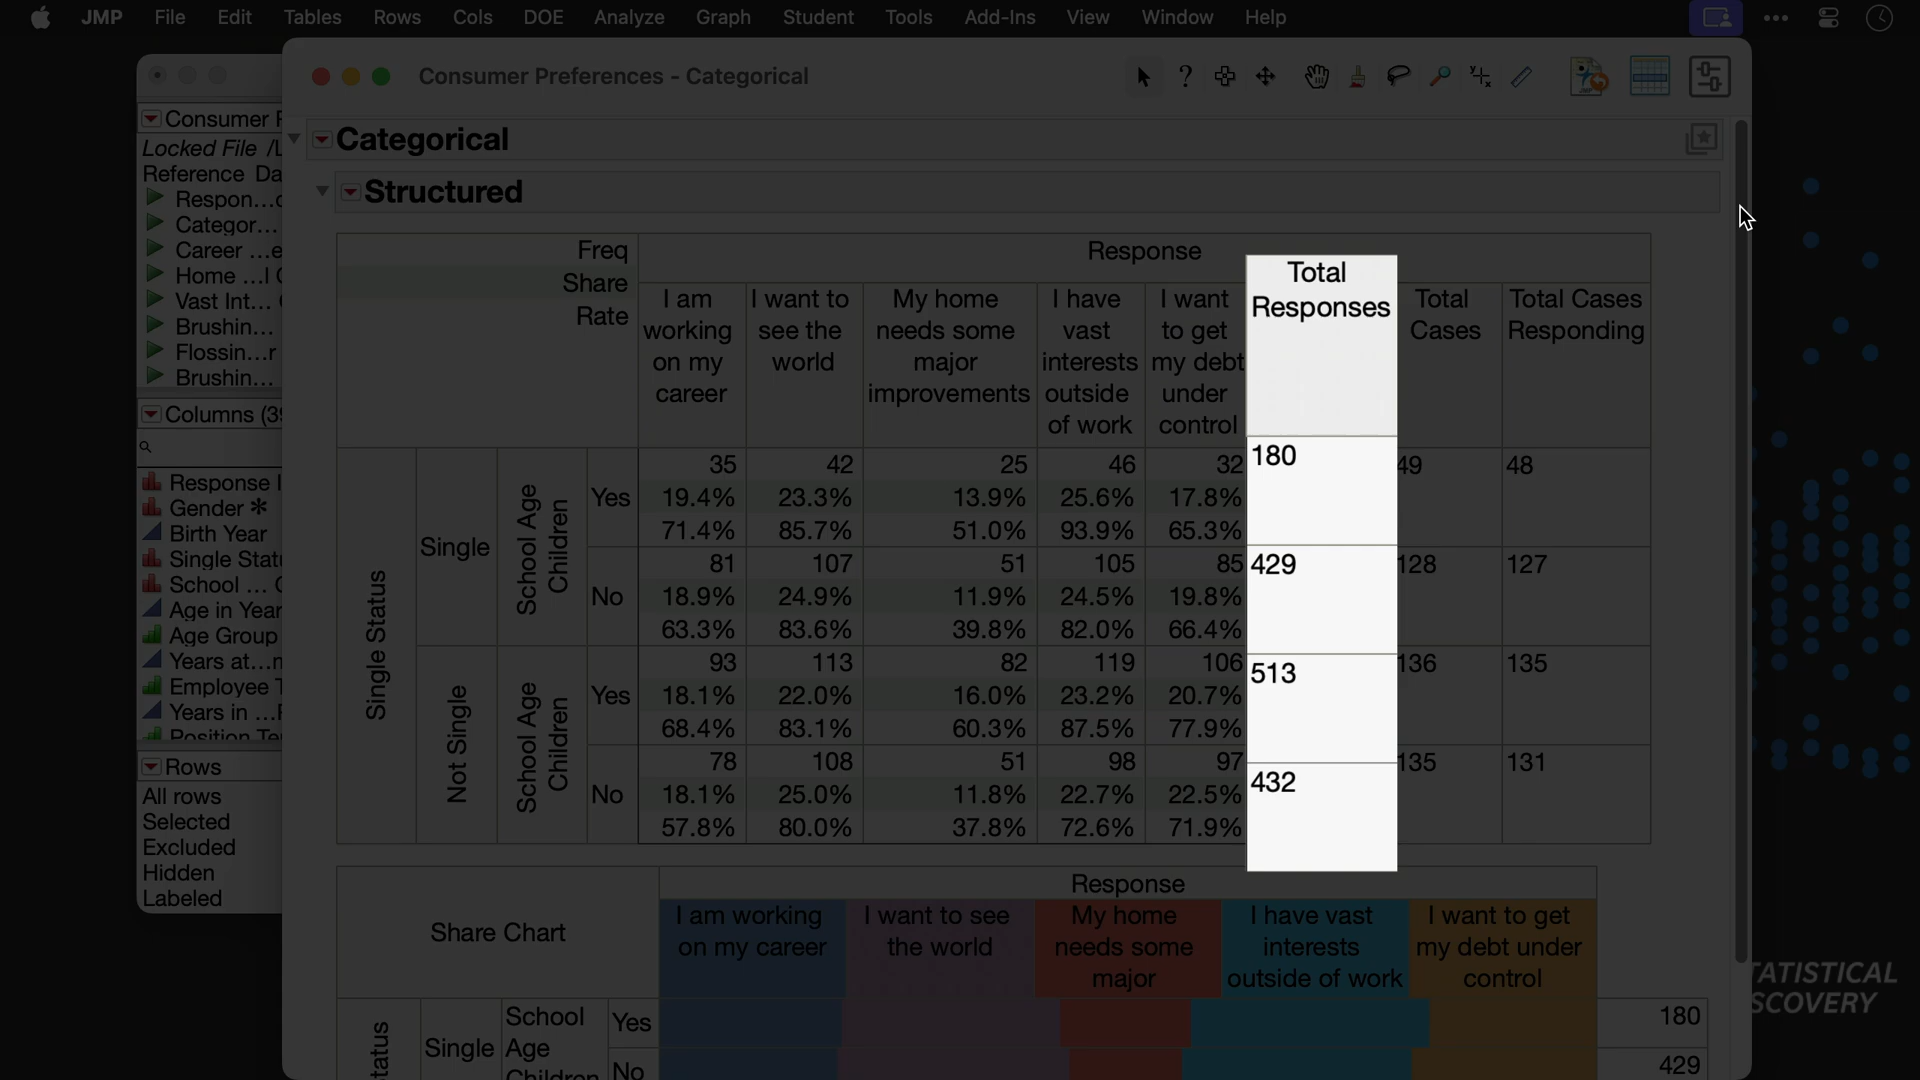 JMP File Edit Tables Rows Cols DOE Analyze Graph Student Tools Add-Ins View Window Help
Consumer Preferences - Categorical
Consumer
Locked File
Reference
Respon...
Categor...
Career ...e
Home ...l
Vast Int...
Brushin...
Flossin...r
Brushin...
Columns
Response
Gender *
Birth Year
Single
School ...
Age in
Age Group
Years at...
Employee
Years in ...
Position
Rows
All rows
Selected
Excluded
Hidden
Labeled
Categorical
Structured
Freq
Share
Rate
Response
I am
working
on my
career
I want to
see the
world
My home
needs some
major
improvements
I have
vast
interests
outside
of work
I want
to get
my debt
under
control
Total
Responses
Total
Cases
Total Cases
Responding
Single Status
Single
School Age
Children
Yes
35 42 25 46 32 180 49 48
19.4% 23.3% 13.9% 25.6% 17.8%
71.4% 85.7% 51.0% 93.9% 65.3%
No
81 107 51 105 85 429 128 127
18.9% 24.9% 11.9% 24.5% 19.8%
63.3% 83.6% 39.8% 82.0% 66.4%
Not Single
School Age
Children
Yes
93 113 82 119 106 513 136 135
18.1% 22.0% 16.0% 23.2% 20.7%
68.4% 83.1% 60.3% 87.5% 77.9%
No
78 108 51 98 97 432 135 131
18.1% 25.0% 11.8% 22.7% 22.5%
57.8% 80.0% 37.8% 72.6% 71.9%
Share Chart
Response
I am working
on my career
I want to see
the world
My home
needs some
major
I have vast
interests
outside of work
I want to get
my debt under
control
Single
School
Age
Children
Yes
180
No
429